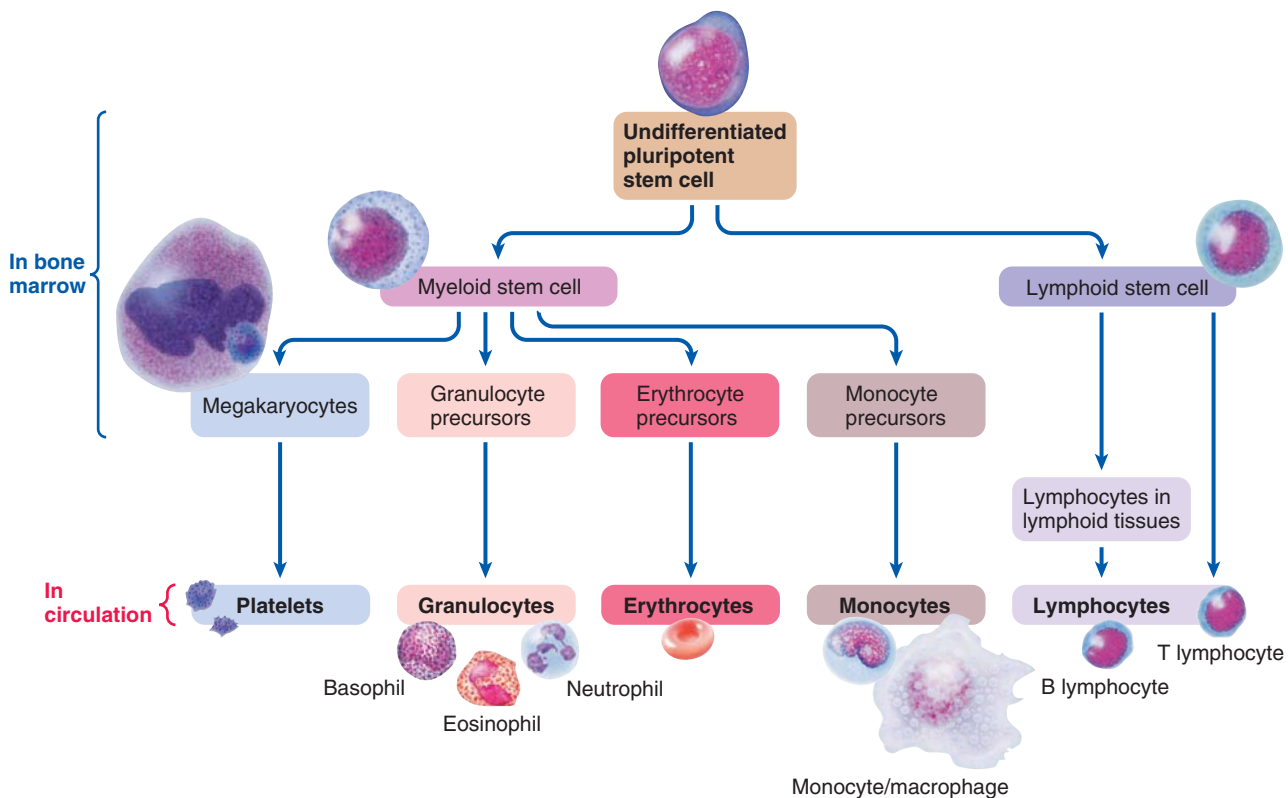 Undifferentiated
pluripotent
stem cell
In bone
marrow
Myeloid stem cell
Lymphoid stem cell
Megakaryocytes
Granulocyte
precursors
Erythrocyte
precursors
Monocyte
precursors
Lymphocytes in
lymphoid tissues
In
circulation
Platelets
Granulocytes
Erythrocytes
Monocytes
Lymphocytes
Basophil
Eosinophil
Neutrophil
Monocyte/macrophage
B lymphocyte
T lymphocyte